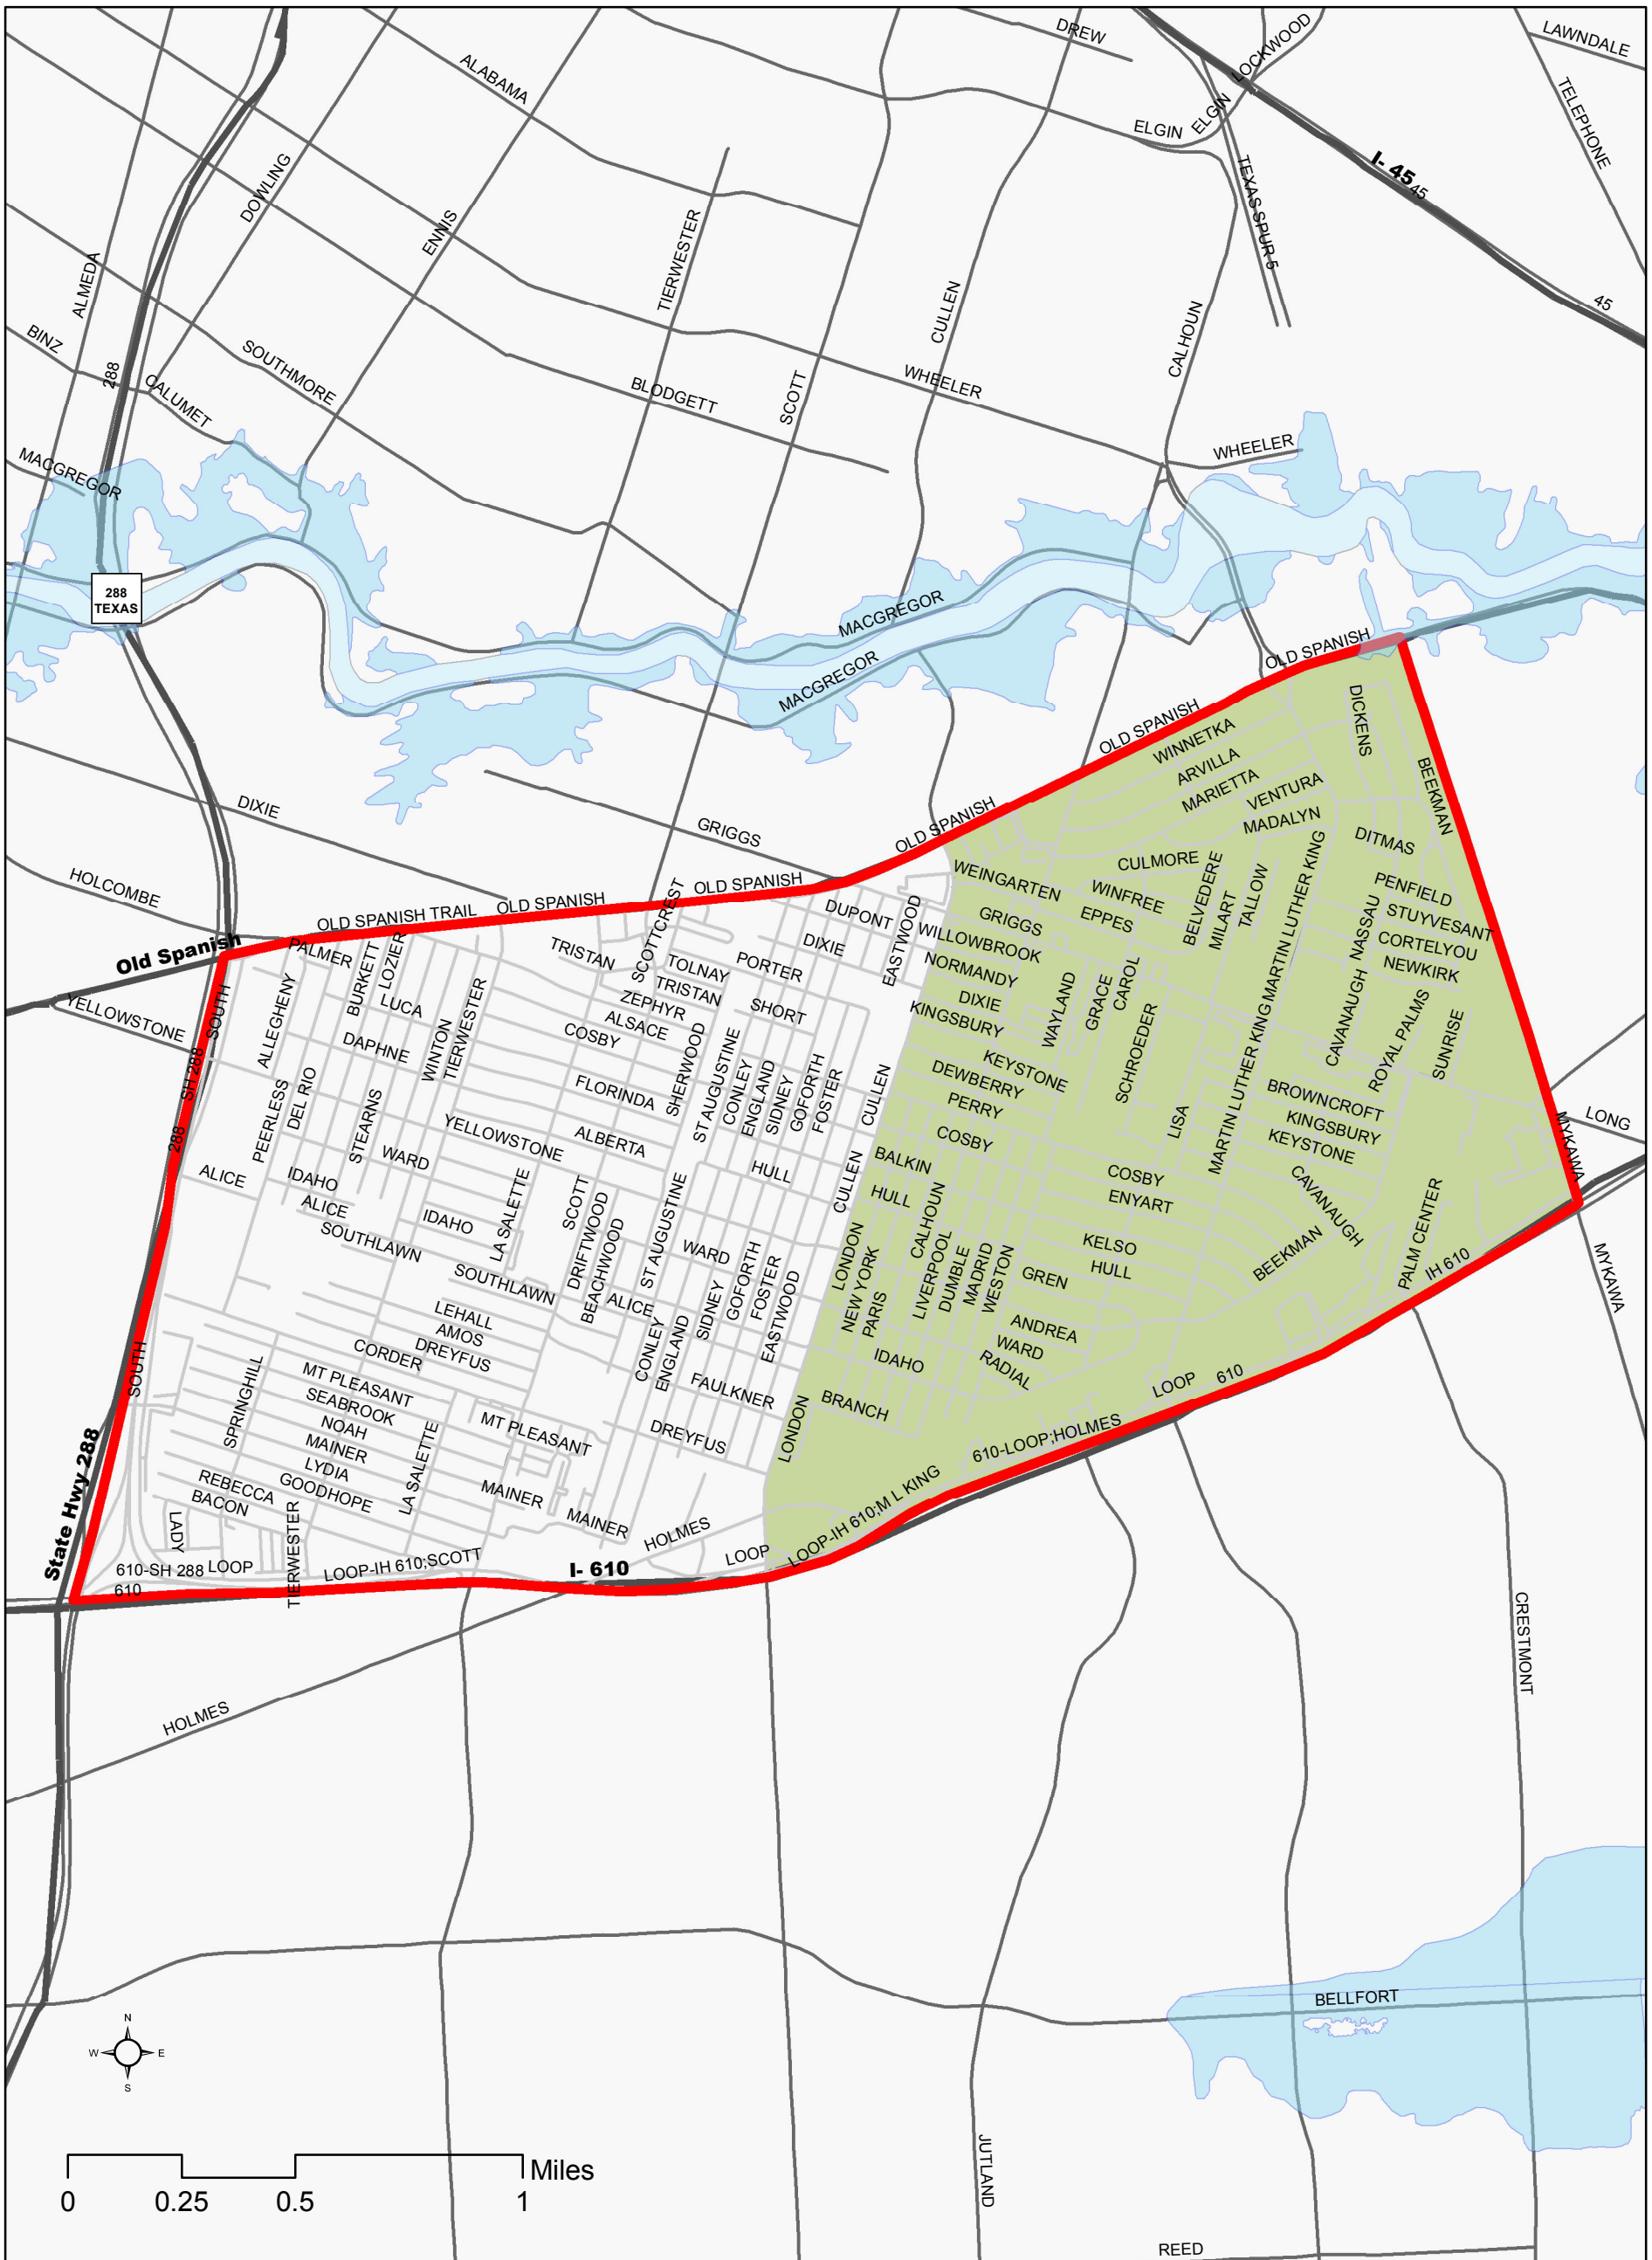 DREW
LOCKWOOD
LAWNDALE
ALABAMA
ELGIN
ELGIN
TELEPHONE
I- 45
45
TEXAS SPUR 5
DOWLING
ENNIS
TIERWESTER
ALMEDA
CULLEN
CALHOUN
45
BINZ
288
SOUTHMORE
CALUMET
BLODGETT
SCOTT
WHEELER
WHEELER
MACGREGOR
288
TEXAS
MACGREGOR
MACGREGOR
OLD SPANISH
DICKENS
OLD SPANISH
WINNETKA
ARVILLA
MARIETTA
VENTURA
BEEKMAN
DIXIE
GRIGGS
OLD SPANISH
MADALYN
DITMAS
HOLCOMBE
OLD SPANISH TRAIL
OLD SPANISH
OLD SPANISH
WEINGARTEN
CULMORE
WINFREE
BELVEDERE
MILART
TALLOW
MARTIN LUTHER KING
PENFIELD
STUYVESANT
NASSAU
CORTELYOU
NEWKIRK
Old Spanish
PALMER
BURKETT
LOZIER
TRISTAN
SCOTTCREST
DUPONT
EASTWOOD
GRIGGS
EPPES
WILLOWBROOK
DIXIE
PORTER
TOLNAY
TRISTAN
NORMANDY
DIXIE
KINGSBURY
YELLOWSTONE
SOUTH
ALLEGHENY
LUCA
TIERWESTER
ZEPHYR
ALSACE
COSBY
SHORT
WAYLAND
GRACE
CAROL
SCHROEDER
MARTIN LUTHER KING
CAVANAUGH
ROYAL PALMS
SUNRISE
SH 288
DAPHNE
WINTON
SHERWOOD
ST AUGUSTINE
CONLEY
ENGLAND
SIDNEY
GOFORTH
FOSTER
CULLEN
KEYSTONE
DEWBERRY
PERRY
BROWNCROFT
KINGSBURY
KEYSTONE
FLORINDA
PEERLESS
DEL RIO
STEARNS
YELLOWSTONE
ALBERTA
COSBY
LISA
MYKAWA
LONG
288
WARD
BALKIN
COSBY
ENYART
CAVANAUGH
ALICE
IDAHO
ALICE
HULL
CULLEN
HULL
LA SALETTE
SCOTT
DRIFTWOOD
BEACHWOOD
ST AUGUSTINE
IDAHO
SOUTHLAWN
WARD
LONDON
NEW YORK
PARIS
CALHOUN
LIVERPOOL
DUMBLE
MADRID
WESTON
KELSO
HULL
GREN
BEEKMAN
PALM CENTER
IH 610
MYKAWA
SOUTHLAWN
ALICE
SIDNEY
GOFORTH
FOSTER
EASTWOOD
LEHALL
AMOS
DREYFUS
CORDER
CONLEY
ENGLAND
ANDREA
WARD
IDAHO
RADIAL
SOUTH
SPRINGHILL
MT PLEASANT
SEABROOK
NOAH
MAINER
LYDIA
GOODHOPE
FAULKNER
BRANCH
LOOP
610
MT PLEASANT
DREYFUS
LONDON
LA SALETTE
610-LOOP;HOLMES
State Hwy 288
REBECCA
BACON
MAINER
MAINER
LADY
TIERWESTER
HOLMES
LOOP
LOOP-IH 610;M L KING
610-SH 288
LOOP
LOOP-IH 610;SCOTT
I- 610
610
HOLMES
CRESTMONT
BELLFORT
N
W
E
S
JUTLAND
Miles
0 0.25 0.5 1
REED